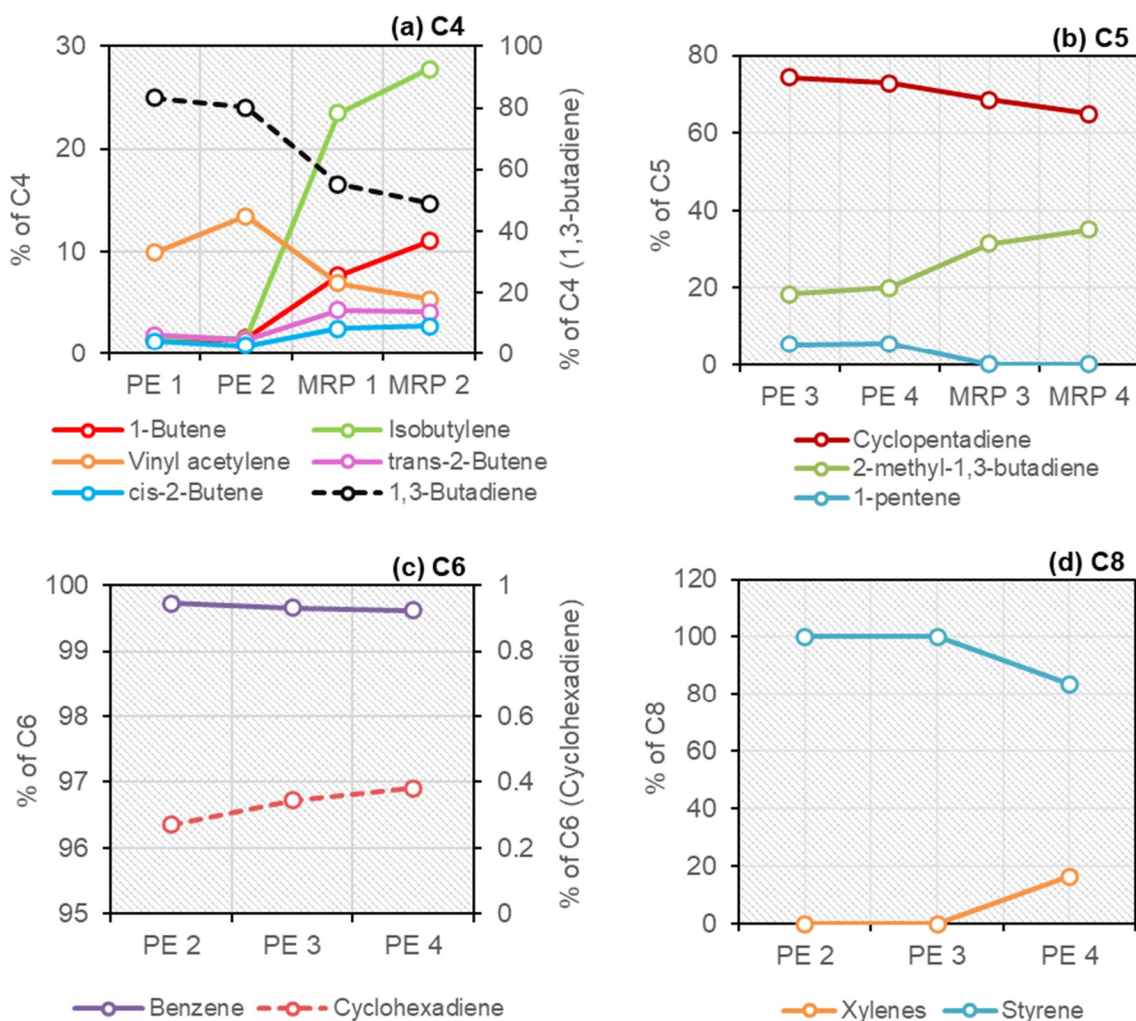 (a) C4
30
20
10
0
% of C4
100
80
60
40
20
0
% of C4 (1,3-butadiene)
PE 1 PE 2 MRP 1 MRP 2
1-Butene Isobutylene
Vinyl acetylene trans-2-Butene
cis-2-Butene 1,3-Butadiene
(b) C5
80
60
40
20
0
% of C5
PE 3 PE 4 MRP 3 MRP 4
Cyclopentadiene
2-methyl-1,3-butadiene
1-pentene
(c) C6
100
99
98
97
96
95
% of C6
1
0.8
0.6
0.4
0.2
0
% of C6 (Cyclohexadiene)
PE 2 PE 3 PE 4
Benzene Cyclohexadiene
(d) C8
120
100
80
60
40
20
0
% of C8
PE 2 PE 3 PE 4
Xylenes Styrene